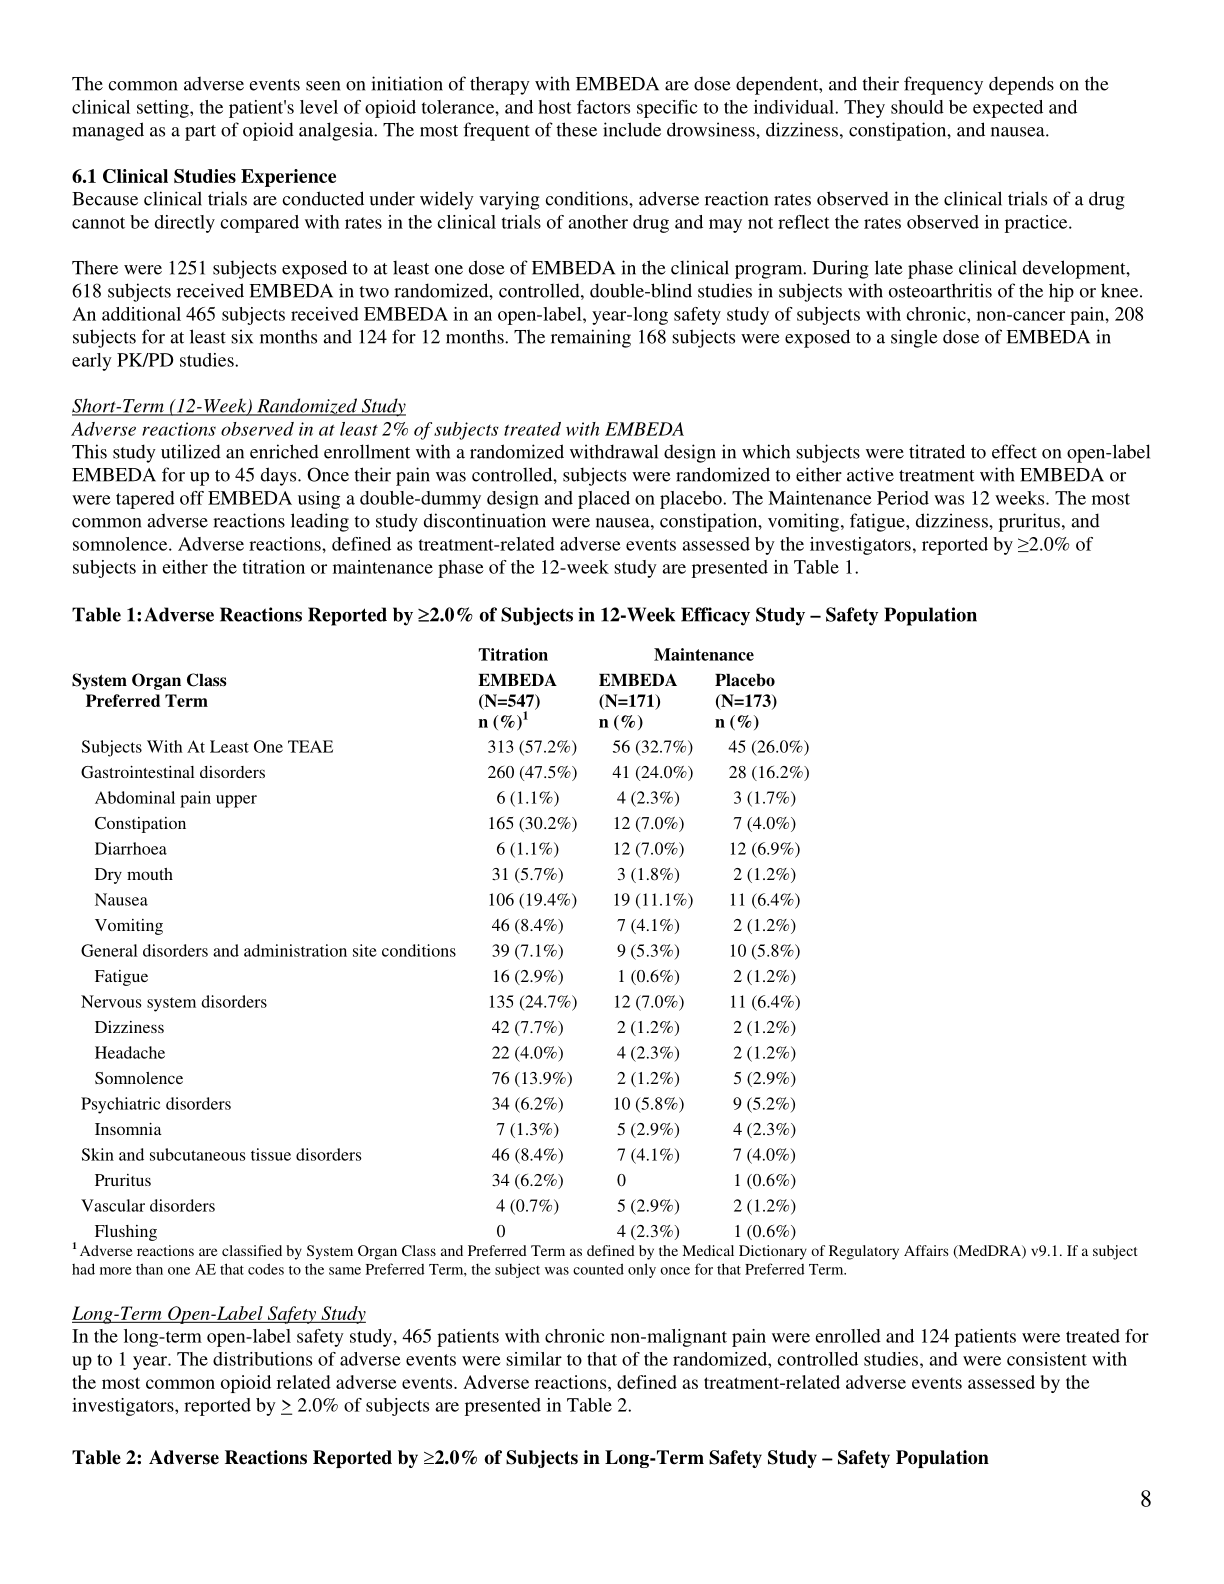 The common adverse events seen on initiation of therapy with EMBEDA are dose dependent, and their frequency depends on the
clinical setting, the patient's level of opioid tolerance, and host factors specific to the individual. They should be expected and
managed as a part of opioid analgesia. The most frequent of these include drowsiness, dizziness, constipation, and nausea.
6.1 Clinical Studies Experience
Because clinical trials are conducted under widely varying conditions, adverse reaction rates observed in the clinical trials of a drug
cannot be directly compared with rates in the clinical trials of another drug and may not reflect the rates observed in practice.
There were 1251 subjects exposed to at least one dose of EMBEDA in the clinical program. During late phase clinical development,
618 subjects received EMBEDA in two randomized, controlled, double-blind studies in subjects with osteoarthritis of the hip or knee.
An additional 465 subjects received EMBEDA in an open-label, year-long safety study of subjects with chronic, non-cancer pain, 208
subjects for at least six months and 124 for 12 months. The remaining 168 subjects were exposed to a single dose of EMBEDA in
early PK/PD studies.
Short-Term (12-Week) Randomized Study
Adverse reactions observed in at least 2% of subjects treated with EMBEDA
This study utilized an enriched enrollment with a randomized withdrawal design in which subjects were titrated to effect on open-label
EMBEDA for up to 45 days. Once their pain was controlled, subjects were randomized to either active treatment with EMBEDA or
were tapered off EMBEDA using a double-dummy design and placed on placebo. The Maintenance Period was 12 weeks. The most
common adverse reactions leading to study discontinuation were nausea, constipation, vomiting, fatigue, dizziness, pruritus, and
somnolence. Adverse reactions, defined as treatment-related adverse events assessed by the investigators, reported by ≥2.0% of
subjects in either the titration or maintenance phase of the 12-week study are presented in Table 1.
Table 1: Adverse Reactions Reported by ≥2.0% of Subjects in 12-Week Efficacy Study – Safety Population
Titration Maintenance
System Organ Class EMBEDA EMBEDA Placebo
Preferred Term (N=547) (N=171) (N=173)
n (%)¹ n (%) n (%)
Subjects With At Least One TEAE 313 (57.2%) 56 (32.7%) 45 (26.0%)
Gastrointestinal disorders 260 (47.5%) 41 (24.0%) 28 (16.2%)
Abdominal pain upper 6 (1.1%) 4 (2.3%) 3 (1.7%)
Constipation 165 (30.2%) 12 (7.0%) 7 (4.0%)
Diarrhoea 6 (1.1%) 12 (7.0%) 12 (6.9%)
Dry mouth 31 (5.7%) 3 (1.8%) 2 (1.2%)
Nausea 106 (19.4%) 19 (11.1%) 11 (6.4%)
Vomiting 46 (8.4%) 7 (4.1%) 2 (1.2%)
General disorders and administration site conditions 39 (7.1%) 9 (5.3%) 10 (5.8%)
Fatigue 16 (2.9%) 1 (0.6%) 2 (1.2%)
Nervous system disorders 135 (24.7%) 12 (7.0%) 11 (6.4%)
Dizziness 42 (7.7%) 2 (1.2%) 2 (1.2%)
Headache 22 (4.0%) 4 (2.3%) 2 (1.2%)
Somnolence 76 (13.9%) 2 (1.2%) 5 (2.9%)
Psychiatric disorders 34 (6.2%) 10 (5.8%) 9 (5.2%)
Insomnia 7 (1.3%) 5 (2.9%) 4 (2.3%)
Skin and subcutaneous tissue disorders 46 (8.4%) 7 (4.1%) 7 (4.0%)
Pruritus 34 (6.2%) 0 1 (0.6%)
Vascular disorders 4 (0.7%) 5 (2.9%) 2 (1.2%)
Flushing 0 4 (2.3%) 1 (0.6%)
¹ Adverse reactions are classified by System Organ Class and Preferred Term as defined by the Medical Dictionary of Regulatory Affairs (MedDRA) v9.1. If a subject
had more than one AE that codes to the same Preferred Term, the subject was counted only once for that Preferred Term.
Long-Term Open-Label Safety Study
In the long-term open-label safety study, 465 patients with chronic non-malignant pain were enrolled and 124 patients were treated for
up to 1 year. The distributions of adverse events were similar to that of the randomized, controlled studies, and were consistent with
the most common opioid related adverse events. Adverse reactions, defined as treatment-related adverse events assessed by the
investigators, reported by ≥ 2.0% of subjects are presented in Table 2.
Table 2: Adverse Reactions Reported by ≥2.0% of Subjects in Long-Term Safety Study – Safety Population
8